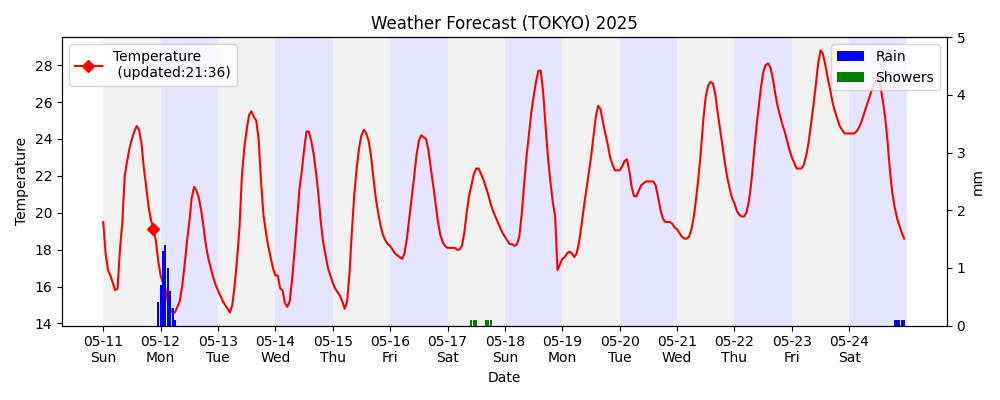 Weather Forecast (TOKYO) 2025
Temperature
(updated:21:36)
Rain
Showers
Temperature
28
26
24
22
20
18
16
14
5
4
3
2
1
0
mm
05-11 05-12 05-13 05-14 05-15 05-16 05-17 05-18 05-19 05-20 05-21 05-22 05-23 05-24
Sun Mon Tue Wed Thu Fri Sat Sun Mon Tue Wed Thu Fri Sat
Date